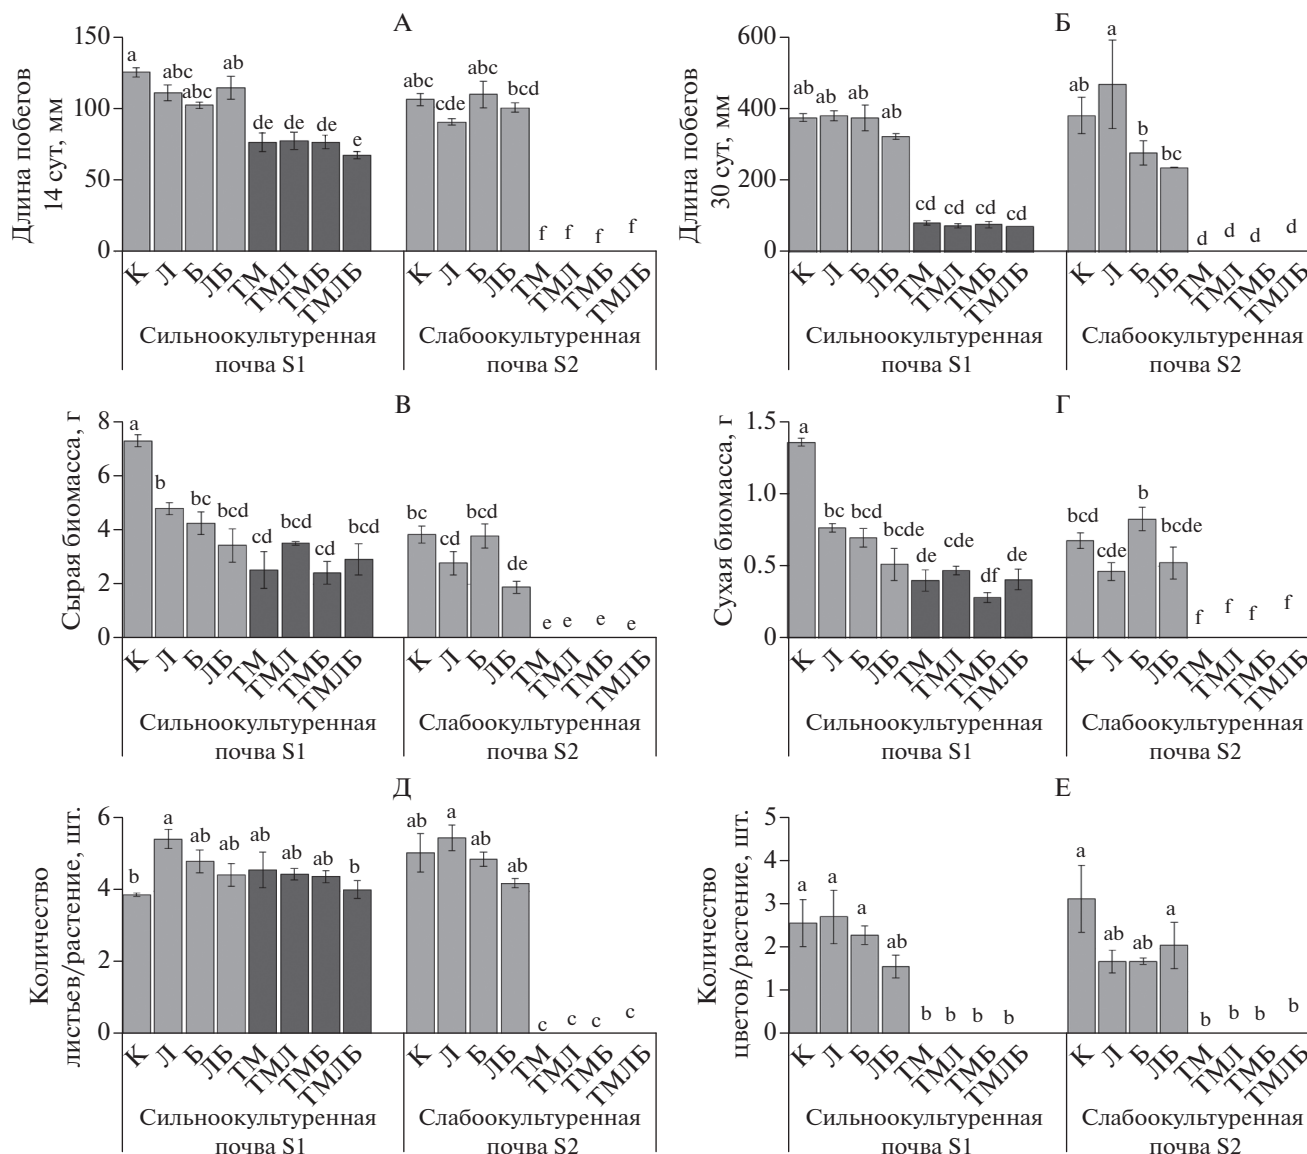 А
Длина побегов
14 сут, мм
150
100
50
0
a
abc
abc
ab
de
de
de
e
abc
cde
abc
bcd
f
f
f
f
К
Л
Б
ЛБ
ТМ
ТМЛ
ТМБ
ТМЛБ
К
Л
Б
ЛБ
ТМ
ТМЛ
ТМБ
ТМЛБ
Сильноокультуренная
почва S1
Слабоокультуренная
почва S2
Б
Длина побегов
30 сут, мм
600
400
200
0
ab
ab
ab
ab
cd
cd
cd
cd
ab
a
b
bc
d
d
d
d
К
Л
Б
ЛБ
ТМ
ТМЛ
ТМБ
ТМЛБ
К
Л
Б
ЛБ
ТМ
ТМЛ
ТМБ
ТМЛБ
Сильноокультуренная
почва S1
Слабоокультуренная
почва S2
В
Сырая биомасса, г
8
6
4
2
0
a
b
bc
bcd
cd
bcd
cd
bcd
bc
cd
bcd
de
e
e
e
e
К
Л
Б
ЛБ
ТМ
ТМЛ
ТМБ
ТМЛБ
К
Л
Б
ЛБ
ТМ
ТМЛ
ТМБ
ТМЛБ
Сильноокультуренная
почва S1
Слабоокультуренная
почва S2
Г
Сухая биомасса, г
1.5
1.0
0.5
0
a
bc
bcd
bcde
de
cde
df
de
bcd
cde
b
bcde
f
f
f
f
К
Л
Б
ЛБ
ТМ
ТМЛ
ТМБ
ТМЛБ
К
Л
Б
ЛБ
ТМ
ТМЛ
ТМБ
ТМЛБ
Сильноокультуренная
почва S1
Слабоокультуренная
почва S2
Д
Количество
листьев/растение, шт.
6
4
2
0
b
a
ab
ab
ab
ab
ab
b
ab
a
ab
ab
c
c
c
c
К
Л
Б
ЛБ
ТМ
ТМЛ
ТМБ
ТМЛБ
К
Л
Б
ЛБ
ТМ
ТМЛ
ТМБ
ТМЛБ
Сильноокультуренная
почва S1
Слабоокультуренная
почва S2
Е
Количество
цветов/растение, шт.
5
4
3
2
1
0
a
a
a
ab
b
b
b
b
a
ab
ab
a
b
b
b
b
К
Л
Б
ЛБ
ТМ
ТМЛ
ТМБ
ТМЛБ
К
Л
Б
ЛБ
ТМ
ТМЛ
ТМБ
ТМЛБ
Сильноокультуренная
почва S1
Слабоокультуренная
почва S2